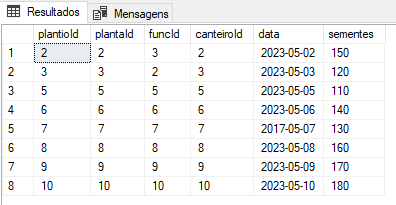 Resultados Mensagens
plantioId plantaId funcId canteiroId data sementes
1 2 2 3 2 2023-05-02 150
2 3 3 2 3 2023-05-03 120
3 5 5 5 5 2023-05-05 110
4 6 6 6 6 2023-05-06 140
5 7 7 7 7 2017-05-07 130
6 8 8 8 8 2023-05-08 160
7 9 9 9 9 2023-05-09 170
8 10 10 10 10 2023-05-10 180